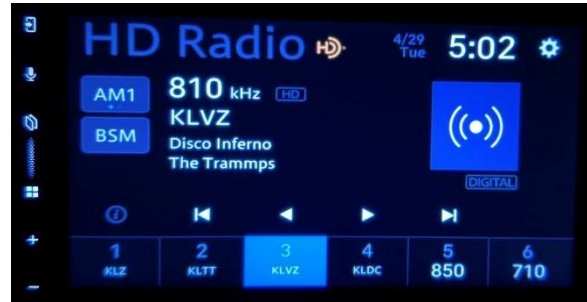 HD Radio HD
4/29
Tue
5:02
AM1
810 kHz HD
KLVZ
BSM
Disco Inferno
The Trammps
DIGITAL
1 2 3 4 5 6
KLZ KLTT KLVZ KLDC 850 710